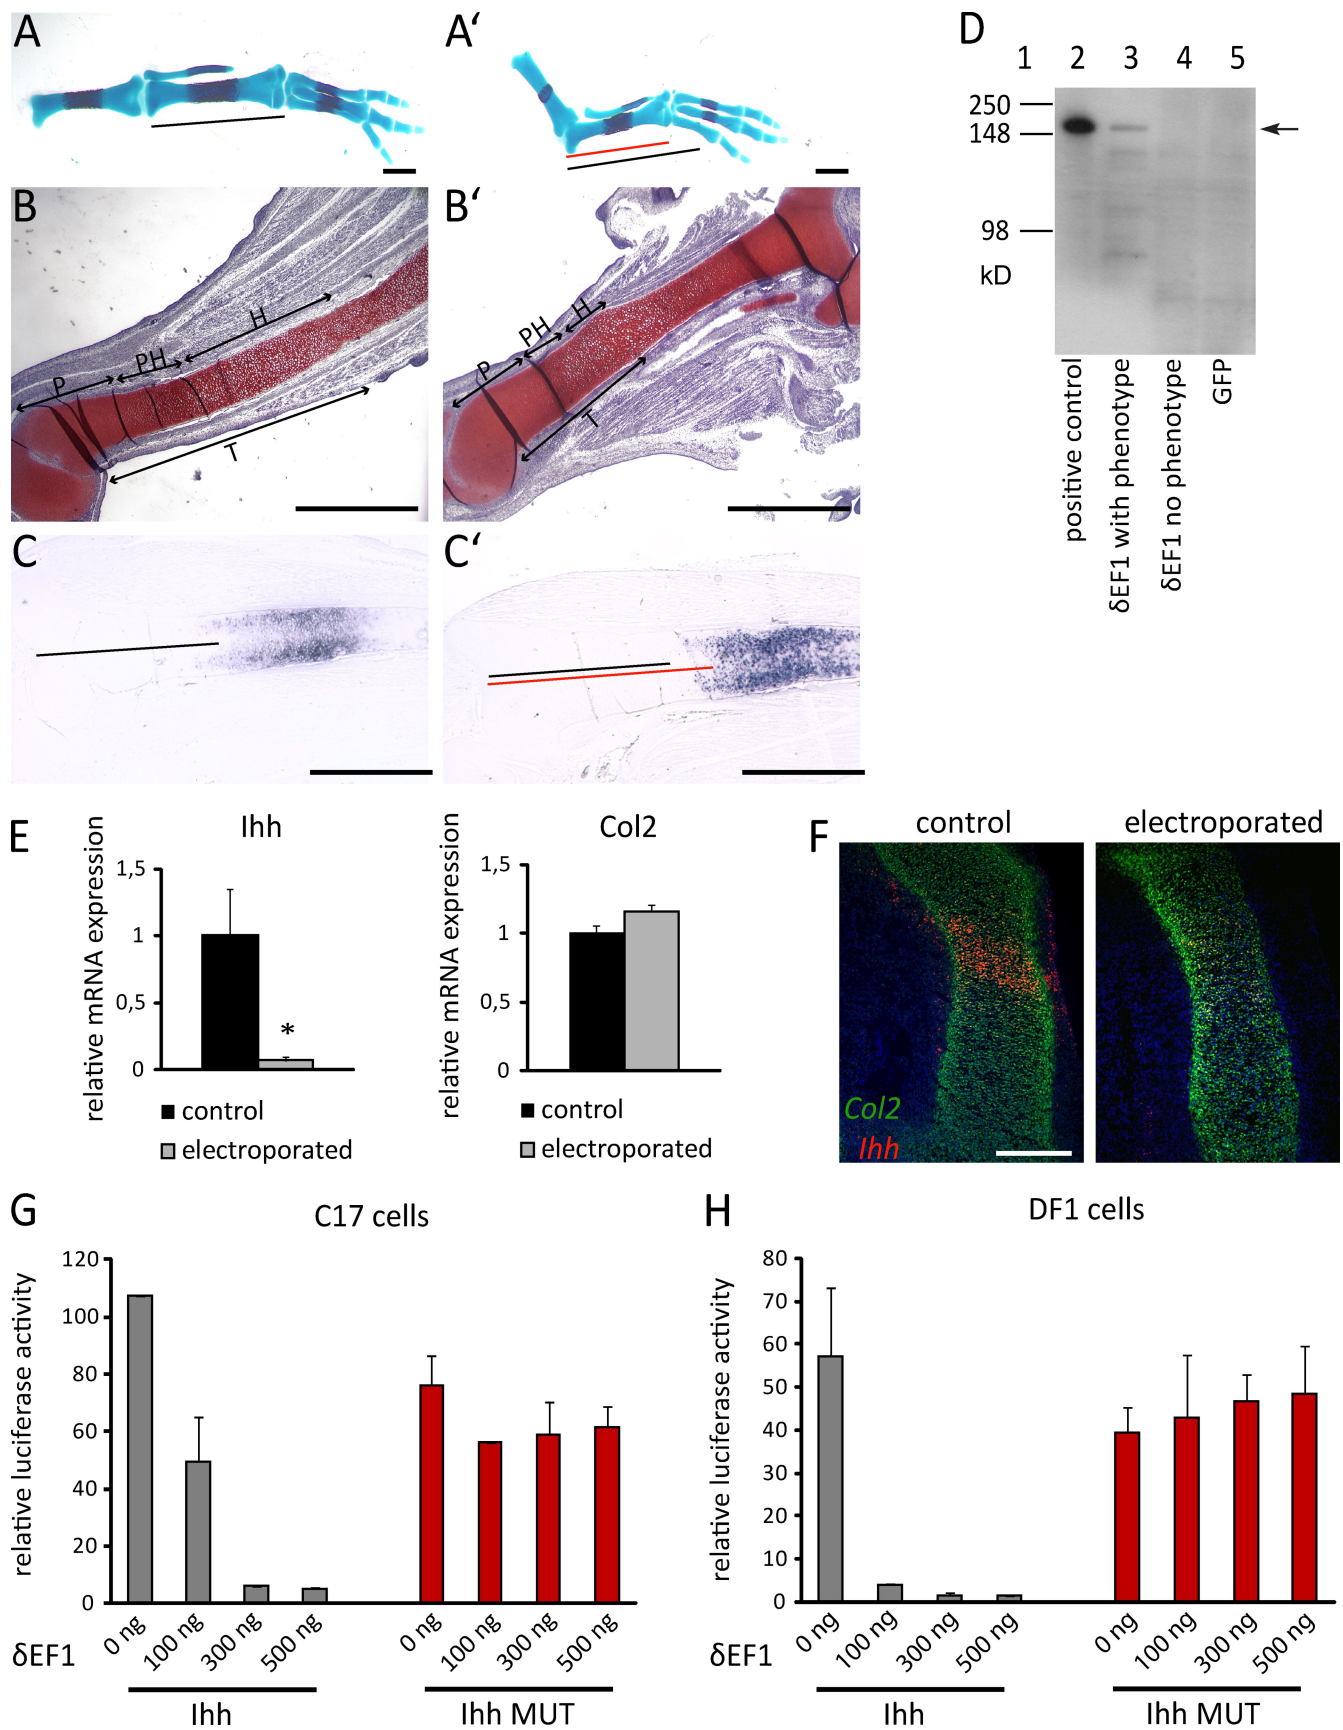 A
A'
D
1 2 3 4 5
250
148
98
kD
positive control
δEF1 with phenotype
δEF1 no phenotype
GFP
B
P
PH
H
T
B'
P
PH
H
T
C
C'
E
Ihh
relative mRNA expression
1,5
1
0,5
0
*
control
electroporated
Col2
relative mRNA expression
1,5
1
0,5
0
control
electroporated
F
control
electroporated
Col2
Ihh
G
C17 cells
relative luciferase activity
120
100
80
60
40
20
0
0 ng 100 ng 300 ng 500 ng 0 ng 100 ng 300 ng 500 ng
δEF1
Ihh
Ihh MUT
H
DF1 cells
relative luciferase activity
80
70
60
50
40
30
20
10
0
0 ng 100 ng 300 ng 500 ng 0 ng 100 ng 300 ng 500 ng
δEF1
Ihh
Ihh MUT